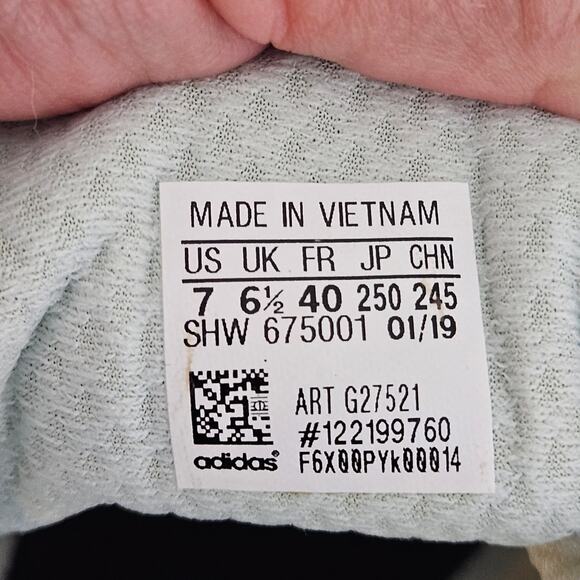 MADE IN VIETNAM
US UK FR JP CHN
7 6½ 40 250 245
SHW 675001 01/19
ART G27521
#122199760
adidas® F6X00PYk00014